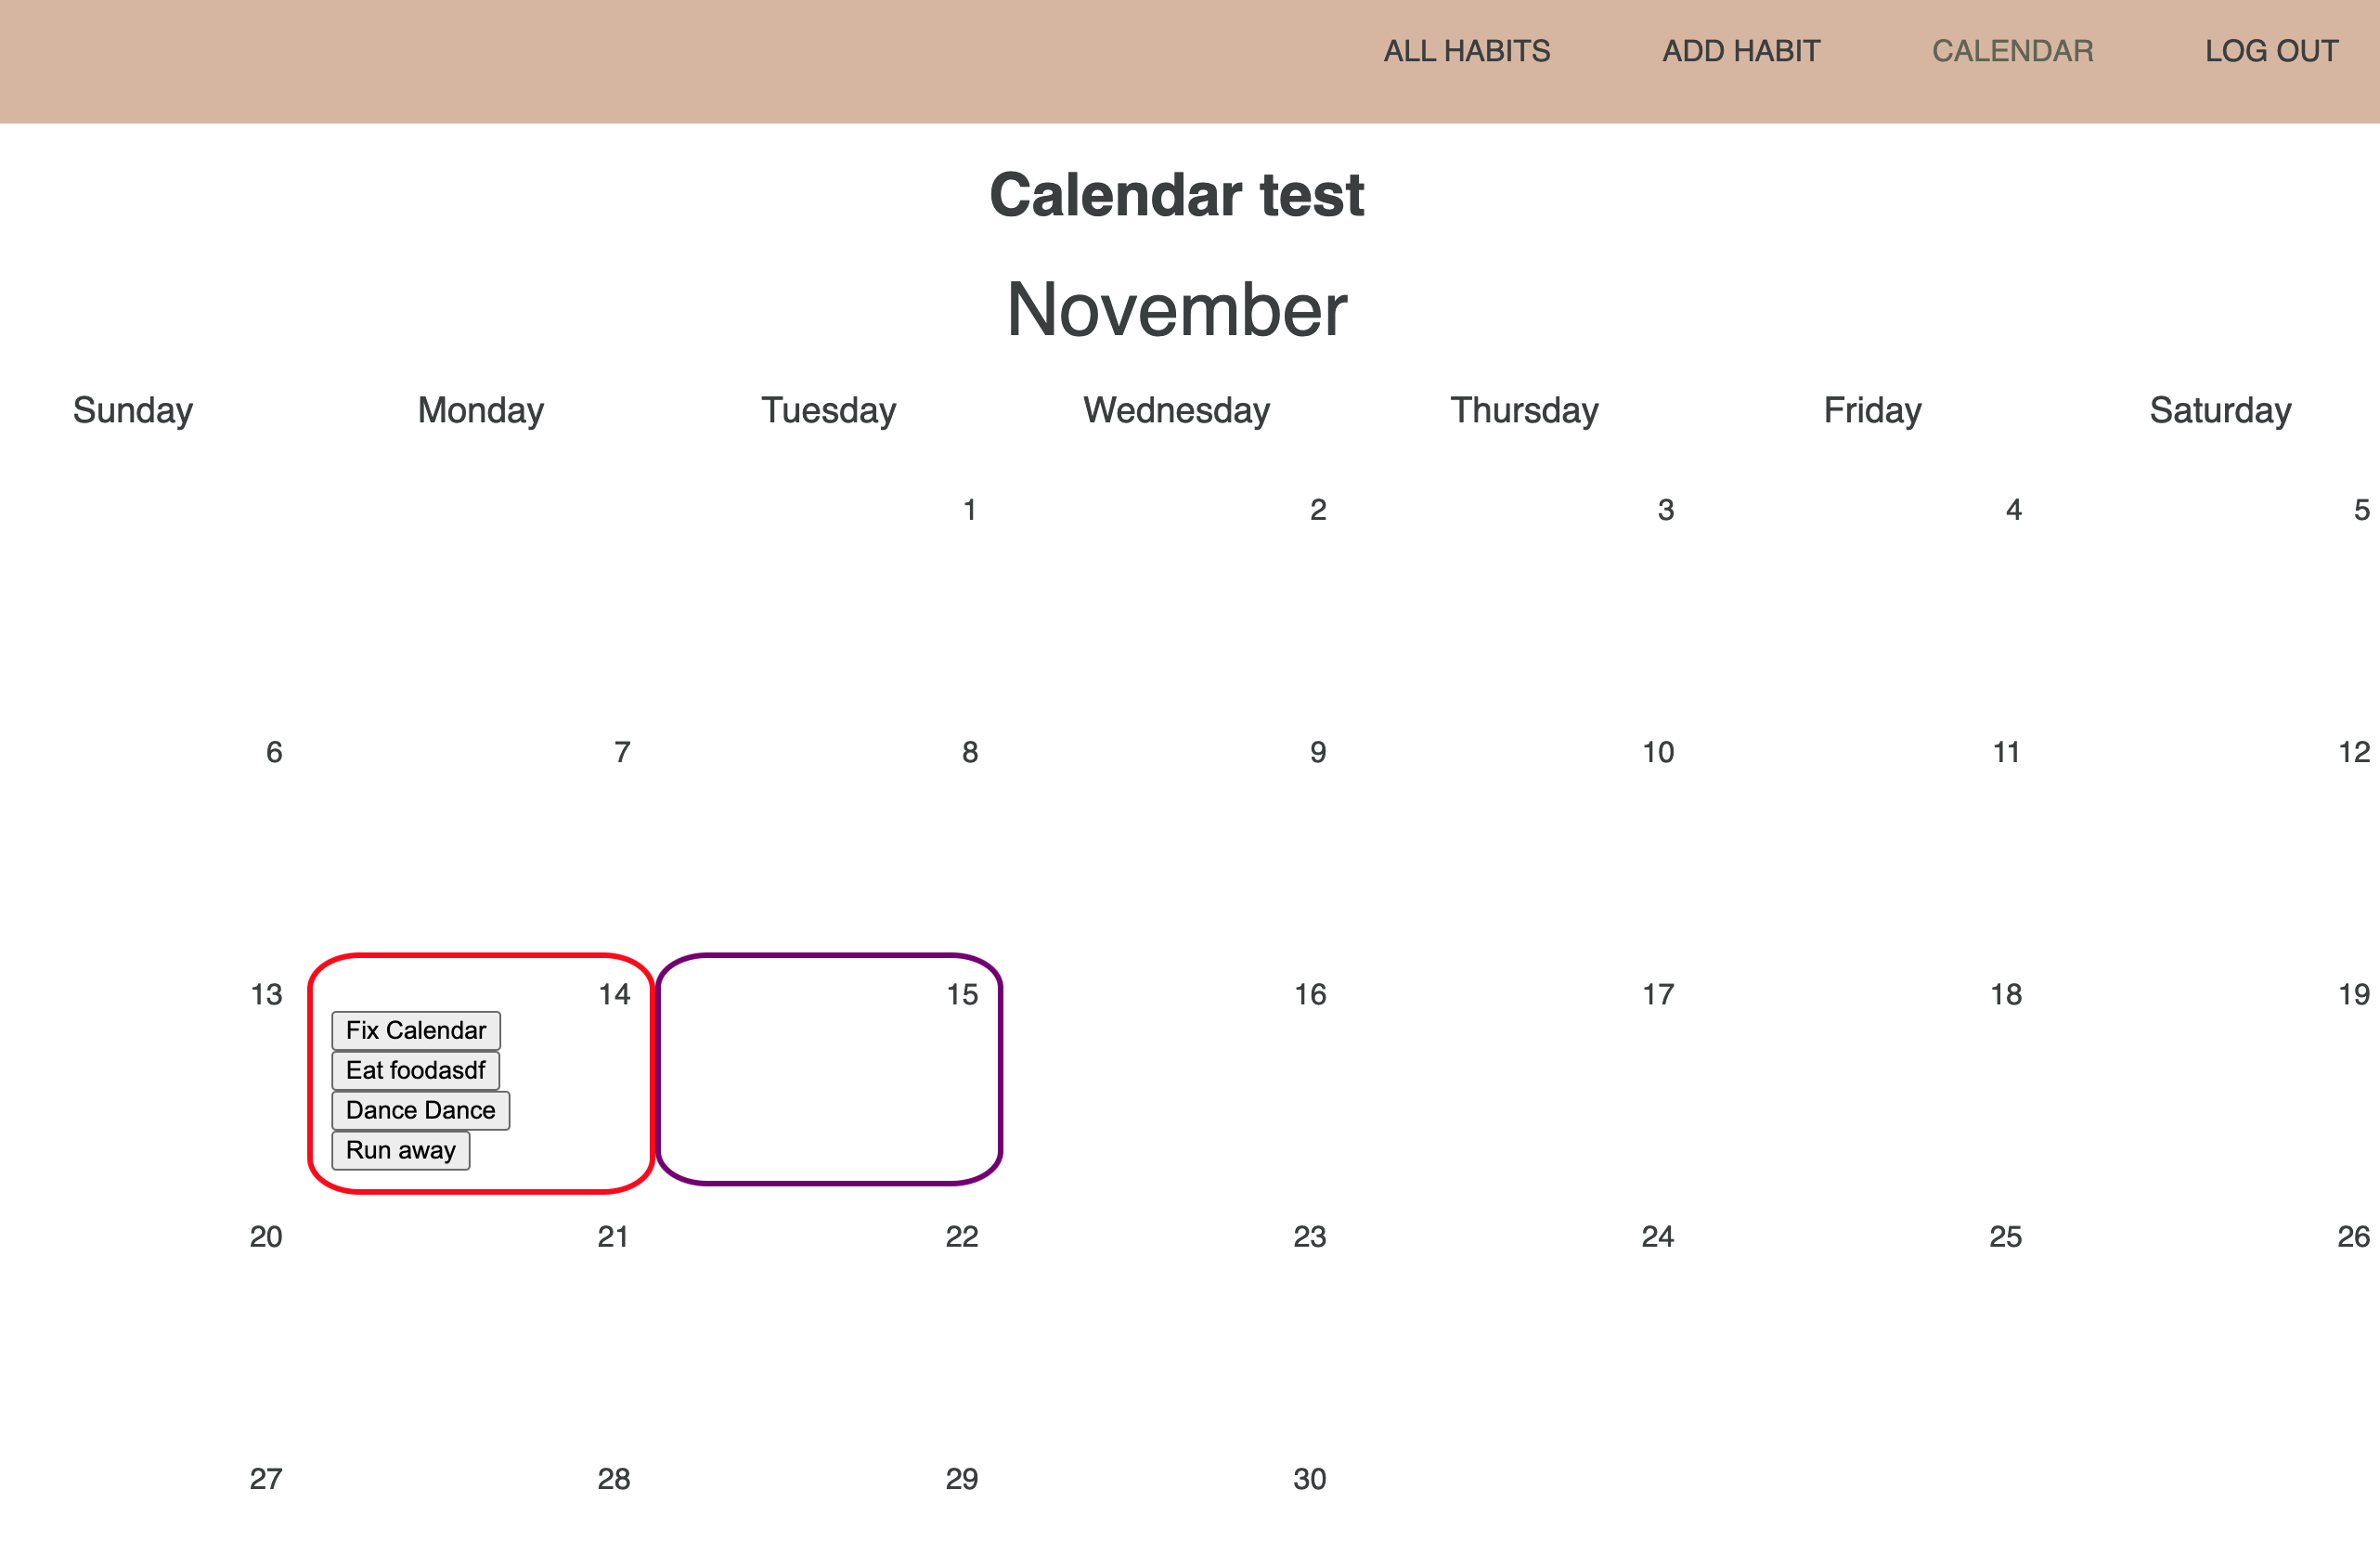 ALL HABITS ADD HABIT CALENDAR LOG OUT
Calendar test
November
Sunday Monday Tuesday Wednesday Thursday Friday Saturday
1 2 3 4 5
6 7 8 9 10 11 12
13 14 15 16 17 18 19
Fix Calendar
Eat foodasdf
Dance Dance
Run away
20 21 22 23 24 25 26
27 28 29 30